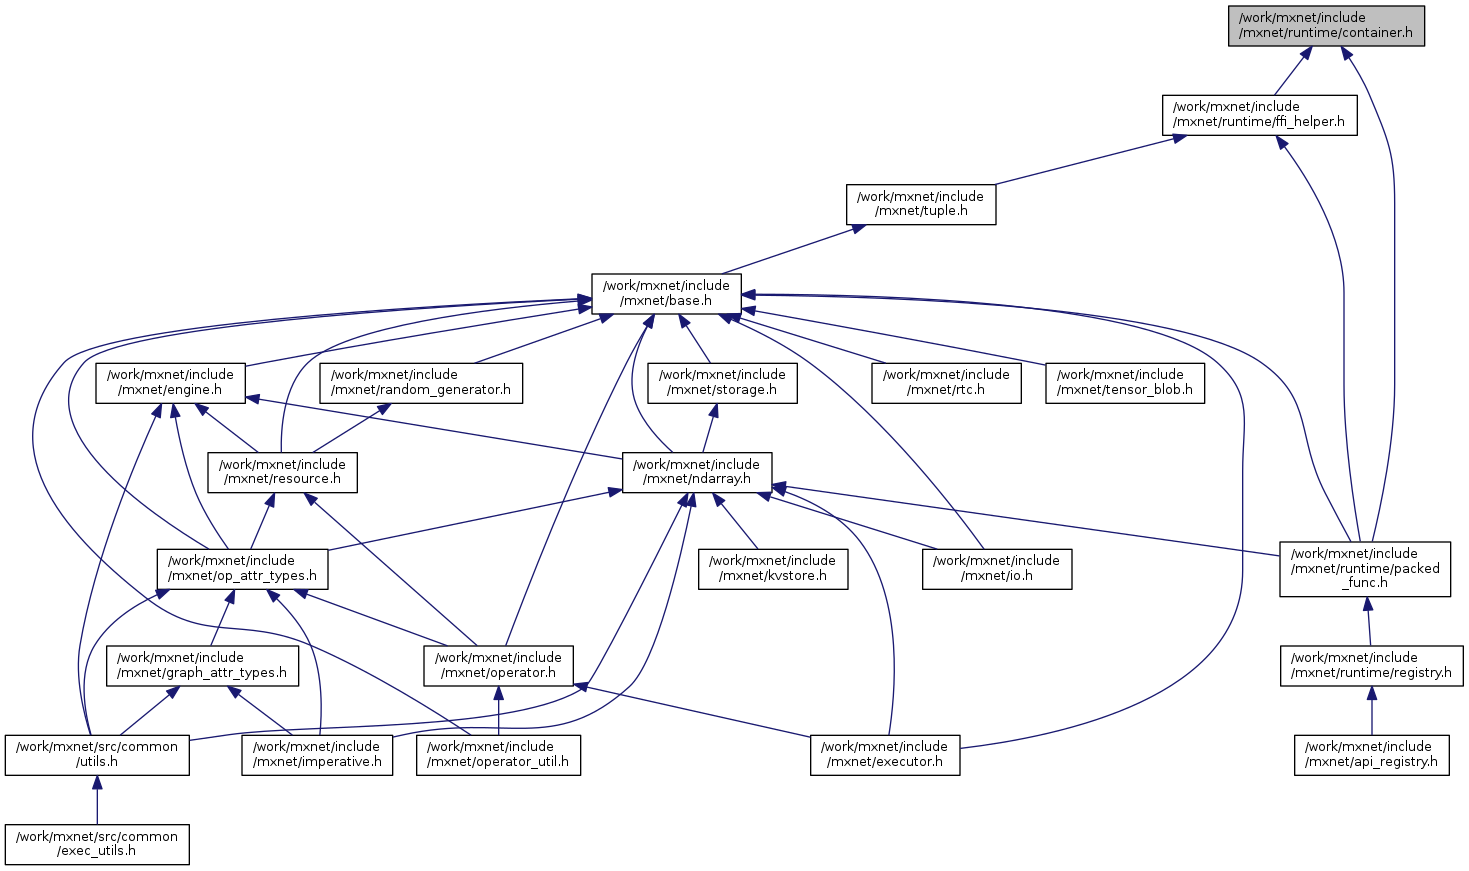 /work/mxnet/include
/mxnet/runtime/container.h
/work/mxnet/include
/mxnet/runtime/ffi_helper.h
/work/mxnet/include
/mxnet/tuple.h
/work/mxnet/include
/mxnet/base.h
/work/mxnet/include
/mxnet/engine.h
/work/mxnet/include
/mxnet/random_generator.h
/work/mxnet/include
/mxnet/storage.h
/work/mxnet/include
/mxnet/rtc.h
/work/mxnet/include
/mxnet/tensor_blob.h
/work/mxnet/include
/mxnet/resource.h
/work/mxnet/include
/mxnet/ndarray.h
/work/mxnet/include
/mxnet/op_attr_types.h
/work/mxnet/include
/mxnet/kvstore.h
/work/mxnet/include
/mxnet/io.h
/work/mxnet/include
/mxnet/runtime/packed
_func.h
/work/mxnet/include
/mxnet/graph_attr_types.h
/work/mxnet/include
/mxnet/operator.h
/work/mxnet/include
/mxnet/runtime/registry.h
/work/mxnet/src/common
/utils.h
/work/mxnet/include
/mxnet/imperative.h
/work/mxnet/include
/mxnet/operator_util.h
/work/mxnet/include
/mxnet/executor.h
/work/mxnet/include
/mxnet/api_registry.h
/work/mxnet/src/common
/exec_utils.h